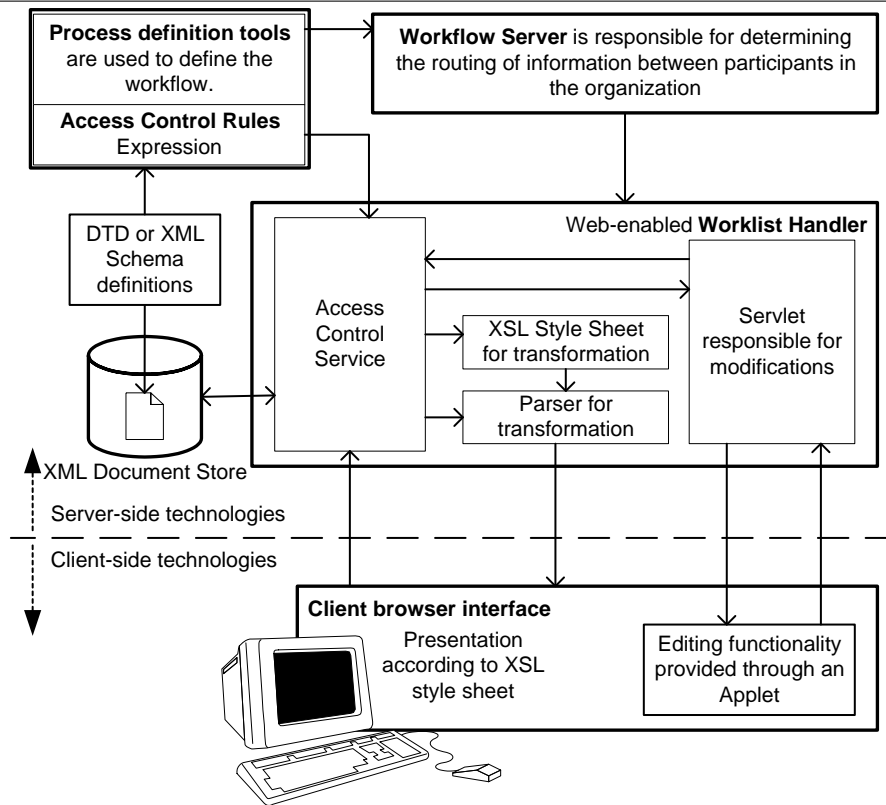 Process definition tools
are used to define the
workflow.
Access Control Rules
Expression
Workflow Server is responsible for determining
the routing of information between participants in
the organization
DTD or XML
Schema
definitions
Web-enabled Worklist Handler
Access
Control
Service
XSL Style Sheet
for transformation
Parser for
transformation
Servlet
responsible for
modifications
XML Document Store
Server-side technologies
Client-side technologies
Client browser interface
Presentation
according to XSL
style sheet
Editing functionality
provided through an
Applet